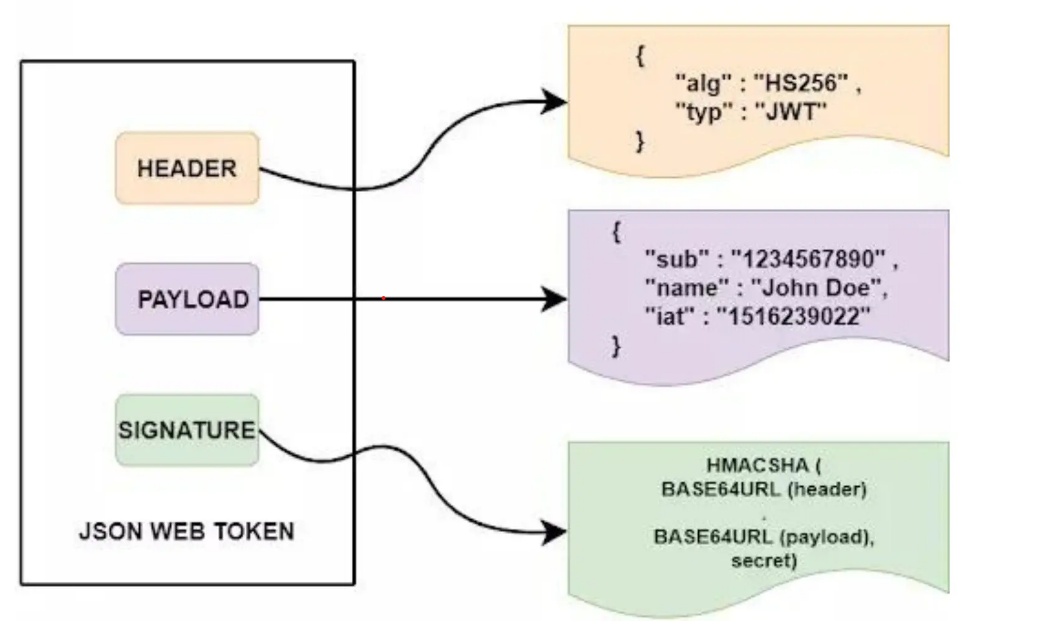 HEADER
PAYLOAD
SIGNATURE
JSON WEB TOKEN
{
"alg" : "HS256" ,
"typ" : "JWT"
}
{
"sub" : "1234567890" ,
"name" : "John Doe",
"iat" : "1516239022"
}
HMACSHA (
BASE64URL (header)
.
BASE64URL (payload),
secret)